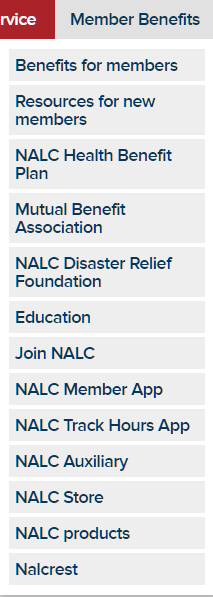 rvice Member Benefits
Benefits for members
Resources for new
members
NALC Health Benefit
Plan
Mutual Benefit
Association
NALC Disaster Relief
Foundation
Education
Join NALC
NALC Member App
NALC Track Hours App
NALC Auxiliary
NALC Store
NALC products
Nalcrest